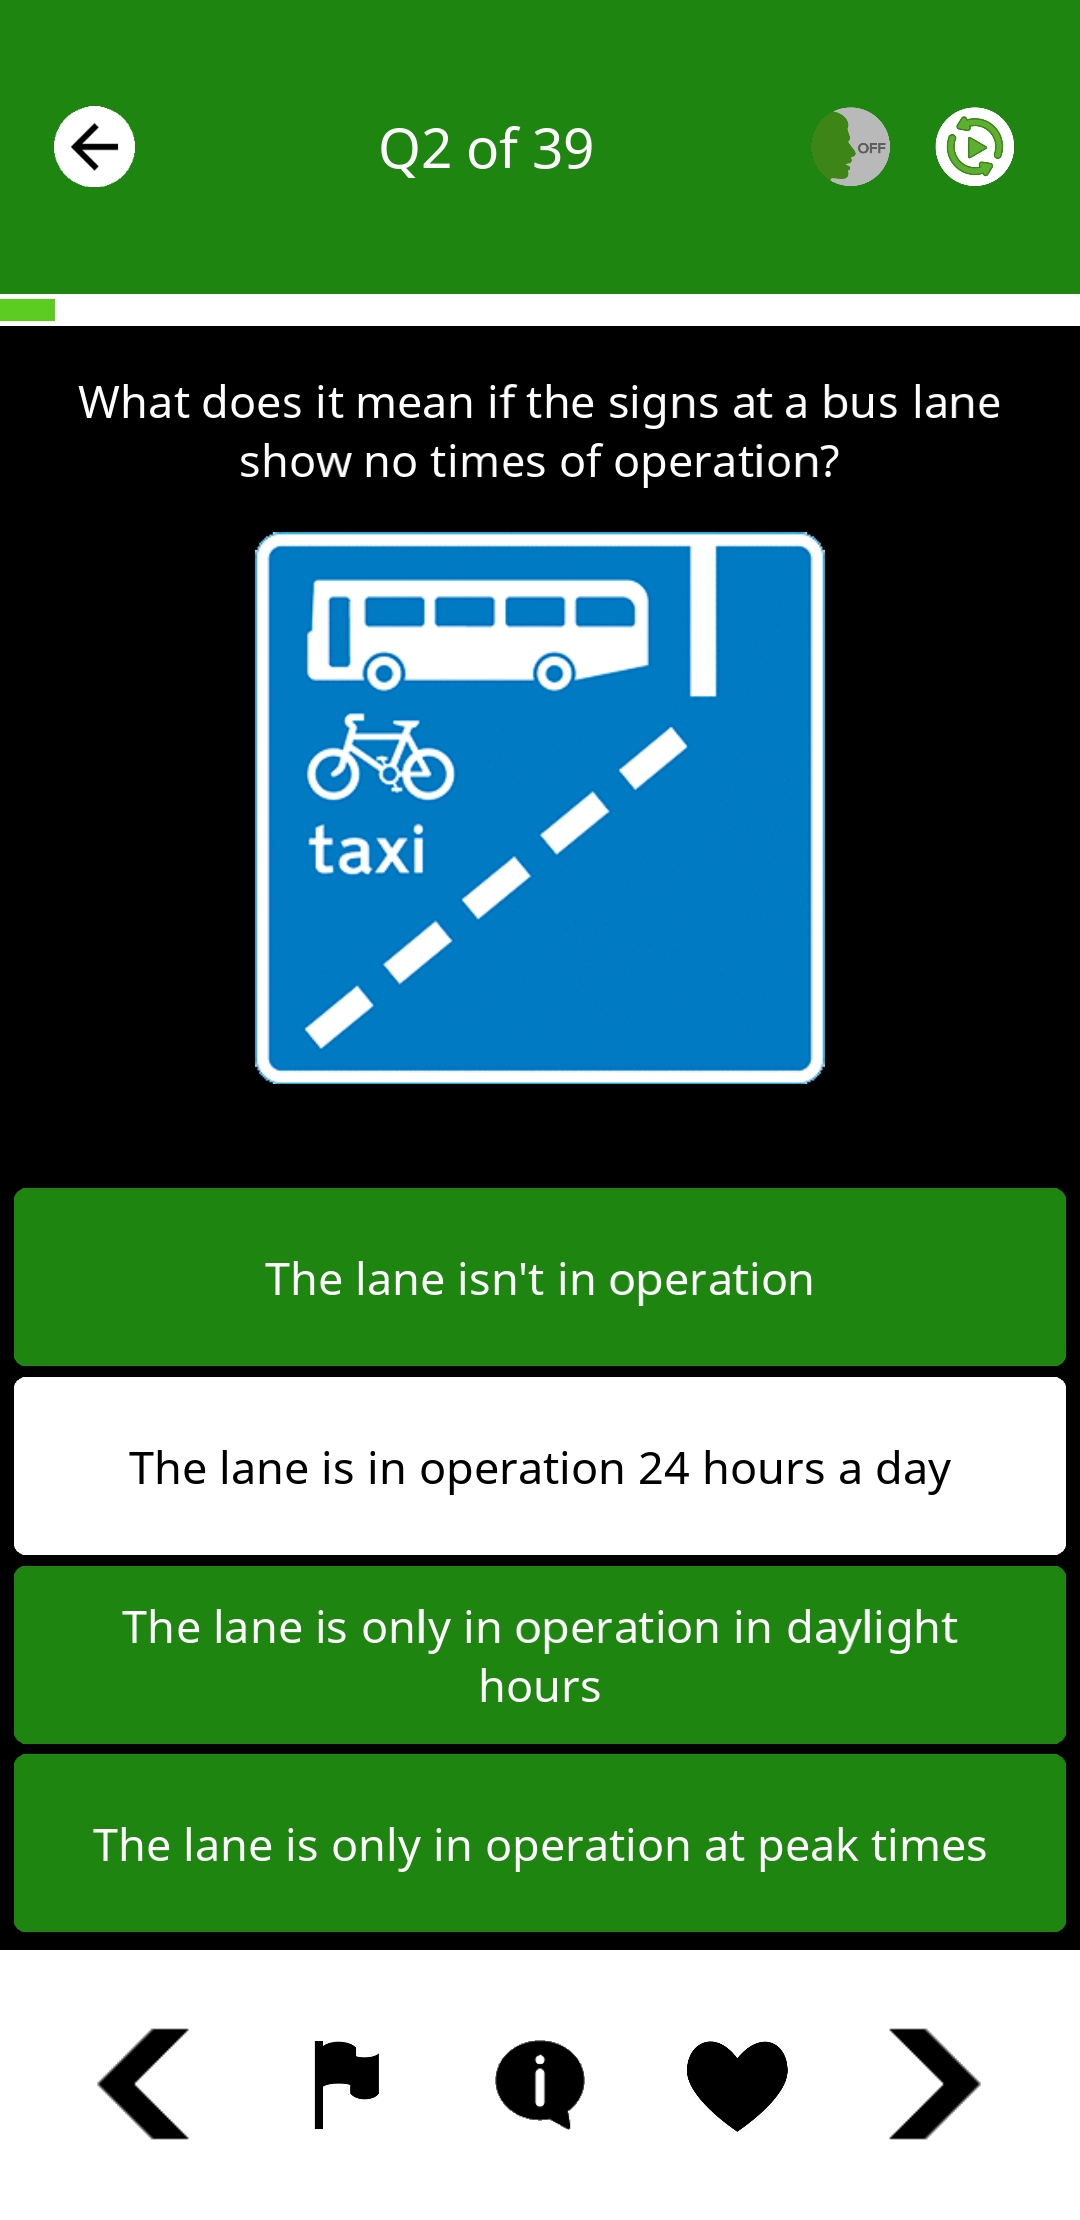 Q2 of 39
OFF
What does it mean if the signs at a bus lane
show no times of operation?
taxi
The lane isn't in operation
The lane is in operation 24 hours a day
The lane is only in operation in daylight
hours
The lane is only in operation at peak times